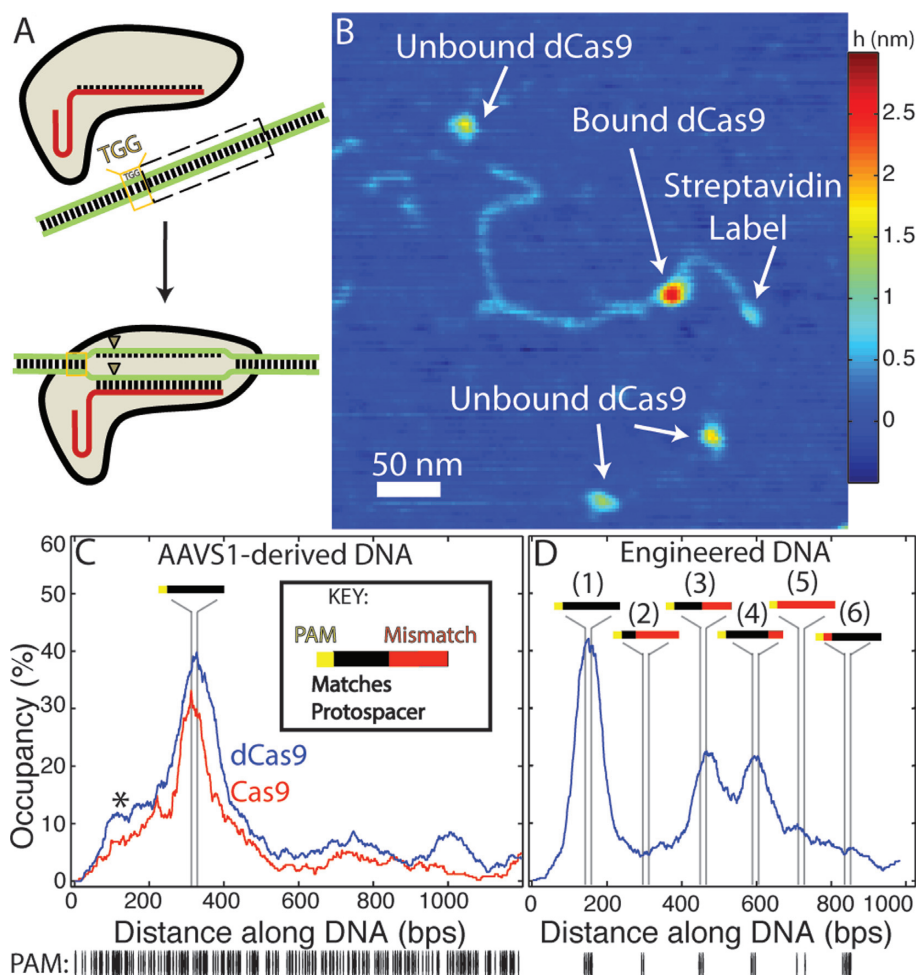 A
TGG
TGG
B
Unbound dCas9
Bound dCas9
Streptavidin
Label
Unbound dCas9
50 nm
h (nm)
2.5
2
1.5
1
0.5
0
C
AAVS1-derived DNA
KEY:
PAM
Mismatch
Matches
Protospacer
*
dCas9
Cas9
Occupancy (%)
60
50
40
30
20
10
0
0 200 400 600 800 1000
Distance along DNA (bps)
PAM:
D
Engineered DNA
(1)
(2)
(3)
(4)
(5)
(6)
0 200 400 600 800 1000
Distance along DNA (bps)